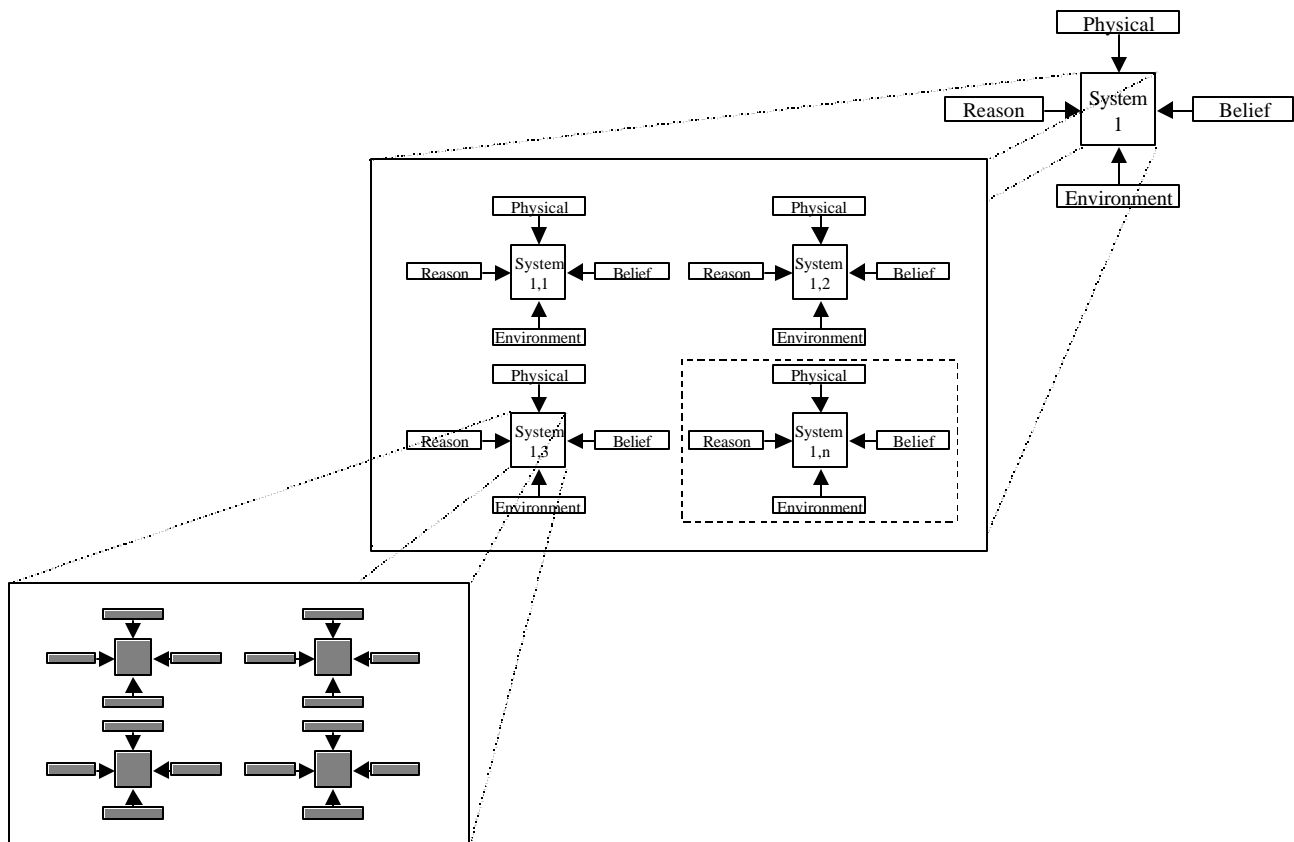 Physical
System
1
Reason
Belief
Environment
Physical
Physical
System
1,1
Reason
Belief
System
1,2
Reason
Belief
Environment
Environment
Physical
Physical
System
1,3
Reason
Belief
System
1,n
Reason
Belief
Environment
Environment